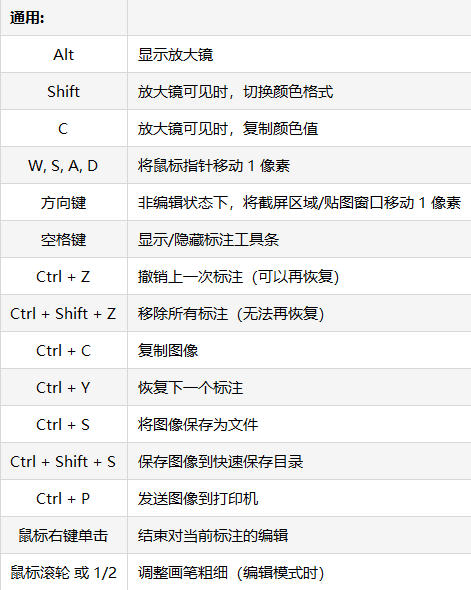 通用:
Alt 显示放大镜
Shift 放大镜可见时，切换颜色格式
C 放大镜可见时，复制颜色值
W, S, A, D 将鼠标指针移动 1 像素
方向键 非编辑状态下，将截屏区域/贴图窗口移动 1 像素
空格键 显示/隐藏标注工具条
Ctrl + Z 撤销上一次标注（可以再恢复）
Ctrl + Shift + Z 移除所有标注（无法再恢复）
Ctrl + C 复制图像
Ctrl + Y 恢复下一个标注
Ctrl + S 将图像保存为文件
Ctrl + Shift + S 保存图像到快速保存目录
Ctrl + P 发送图像到打印机
鼠标右键单击 结束对当前标注的编辑
鼠标滚轮 或 1/2 调整画笔粗细（编辑模式时）